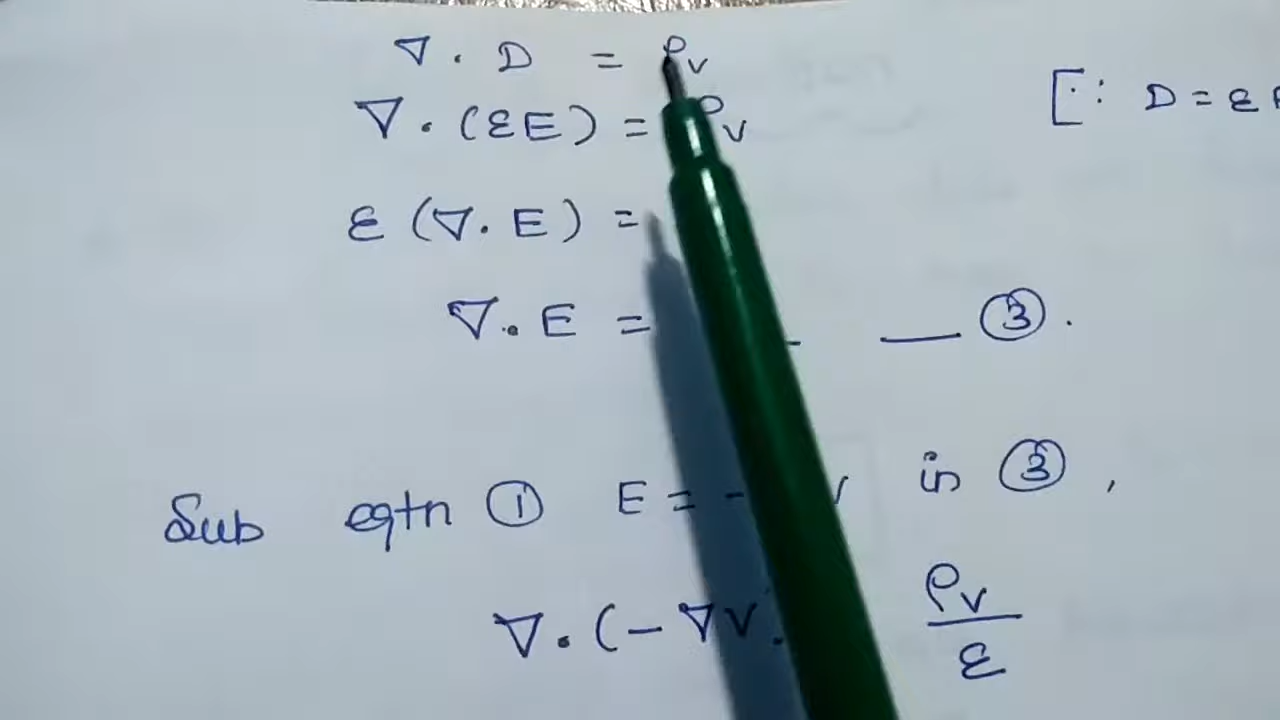 ∇ . D = ρv
∇ . (εE) = ρv [∵ D = ε
ε (∇ . E) =
∇ . E = — ③ .
Sub eqtn ① E = - V in ③ ,
∇ . (- ∇V ρv/ε